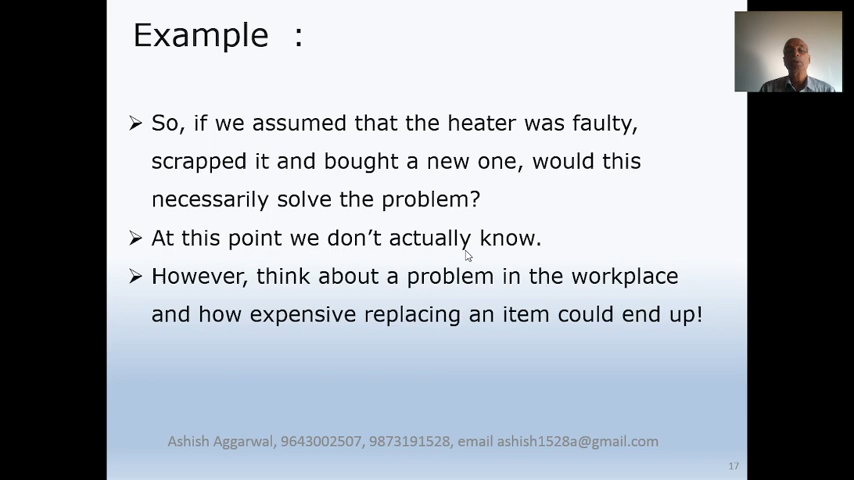 Example :
➢ So, if we assumed that the heater was faulty,
scrapped it and bought a new one, would this
necessarily solve the problem?
➢ At this point we don’t actually know.
➢ However, think about a problem in the workplace
and how expensive replacing an item could end up!
Ashish Aggarwal, 9643002507, 9873191528, email ashish1528a@gmail.com
17